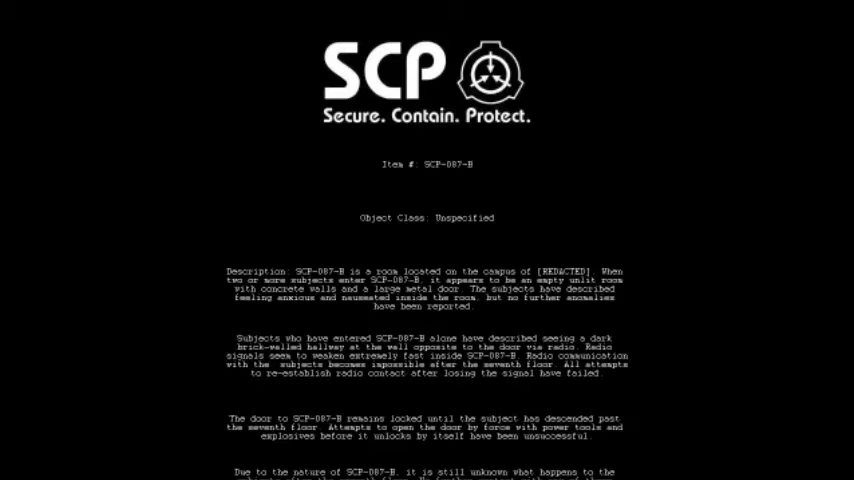 SCP
Secure. Contain. Protect.
Item #: SCP-087-B
Object Class: Unspecified
Description: SCP-087-B is a room located on the campus of [REDACTED]. When
two or more subjects enter SCP-087-B, it appears to be an empty unlit room
with concrete walls and a large metal door. The subjects have described
feeling anxious and nauseated inside the room, but no further anomalies
have been reported.
Subjects who have entered SCP-087-B alone have described seeing a dark
brick-walled hallway at the wall opposite to the door via radio. Radio
signals seem to weaken extremely fast inside SCP-087-B. Radio communication
with the subjects becomes impossible after the seventh floor. All attempts
to re-establish radio contact after losing the signal have failed.
The door to SCP-087-B remains locked until the subject has descended past
the seventh floor. Attempts to open the door by force with power tools and
explosives before it unlocks by itself have been unsuccessful.
Due to the nature of SCP-087-B, it is still unknown what happens to the